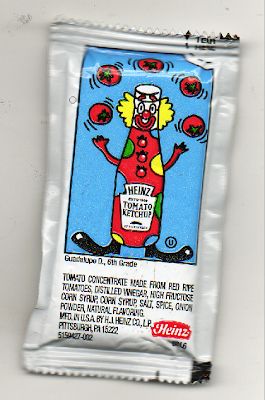 TEAR
HERE
HEINZ
TOMATO
KETCHUP
U
Guadalupe D., 6th Grade
TOMATO CONCENTRATE MADE FROM RED RIPE
TOMATOES, DISTILLED VINEGAR, HIGH FRUCTOSE
CORN SYRUP, CORN SYRUP, SALT, SPICE, ONION
POWDER, NATURAL FLAVORING.
MFD. IN U.S.A. BY H.J. HEINZ CO., L.P.
PITTSBURGH, PA 15222
5150427-002
Heinz